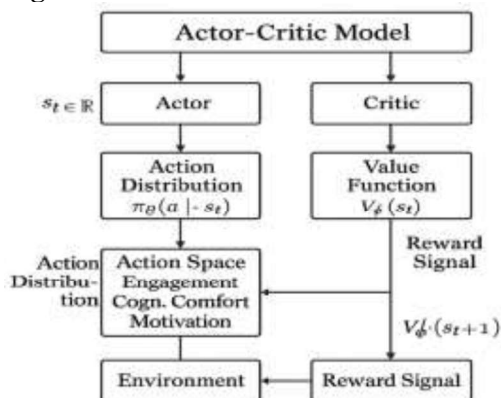 Actor-Critic Model
s_t ∈ ℝ
Actor
Critic
Action
Distribution
π_θ(a |- s_t)
Value
Function
V_ϕ(s_t)
Reward
Signal
Action
Distribu-
tion
Action Space
Engagement
Cogn. Comfort
Motivation
V_ϕ^l·(s_{t+1})
Environment
Reward Signal